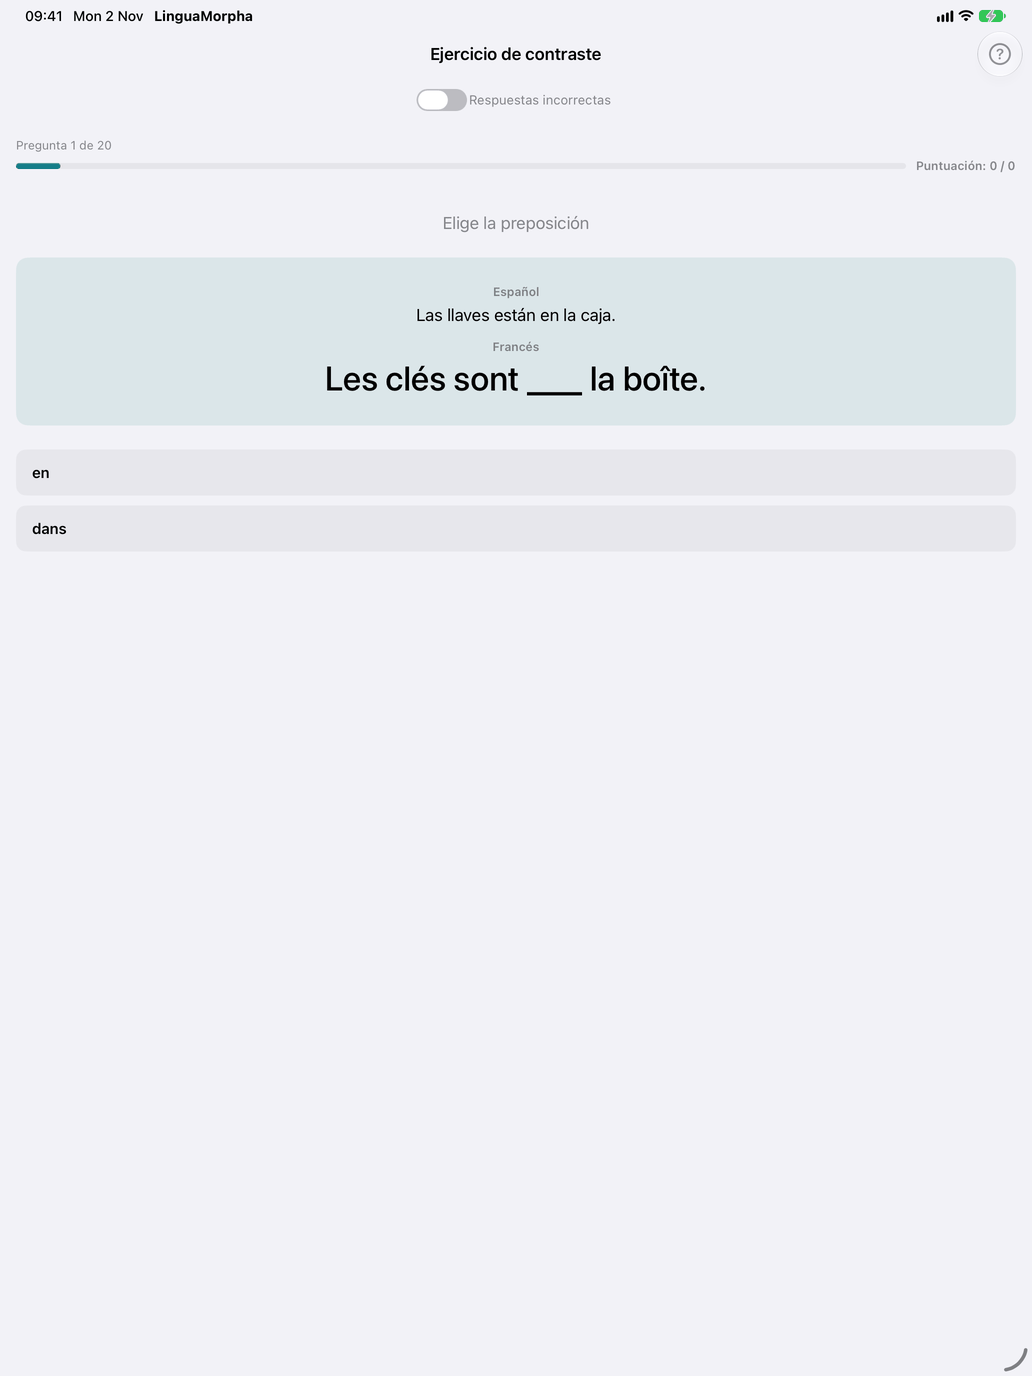 09:41 Mon 2 Nov LinguaMorpha
Ejercicio de contraste
?
Respuestas incorrectas
Pregunta 1 de 20
Puntuación: 0 / 0
Elige la preposición
Español
Las llaves están en la caja.
Francés
Les clés sont ____ la boîte.
en
dans